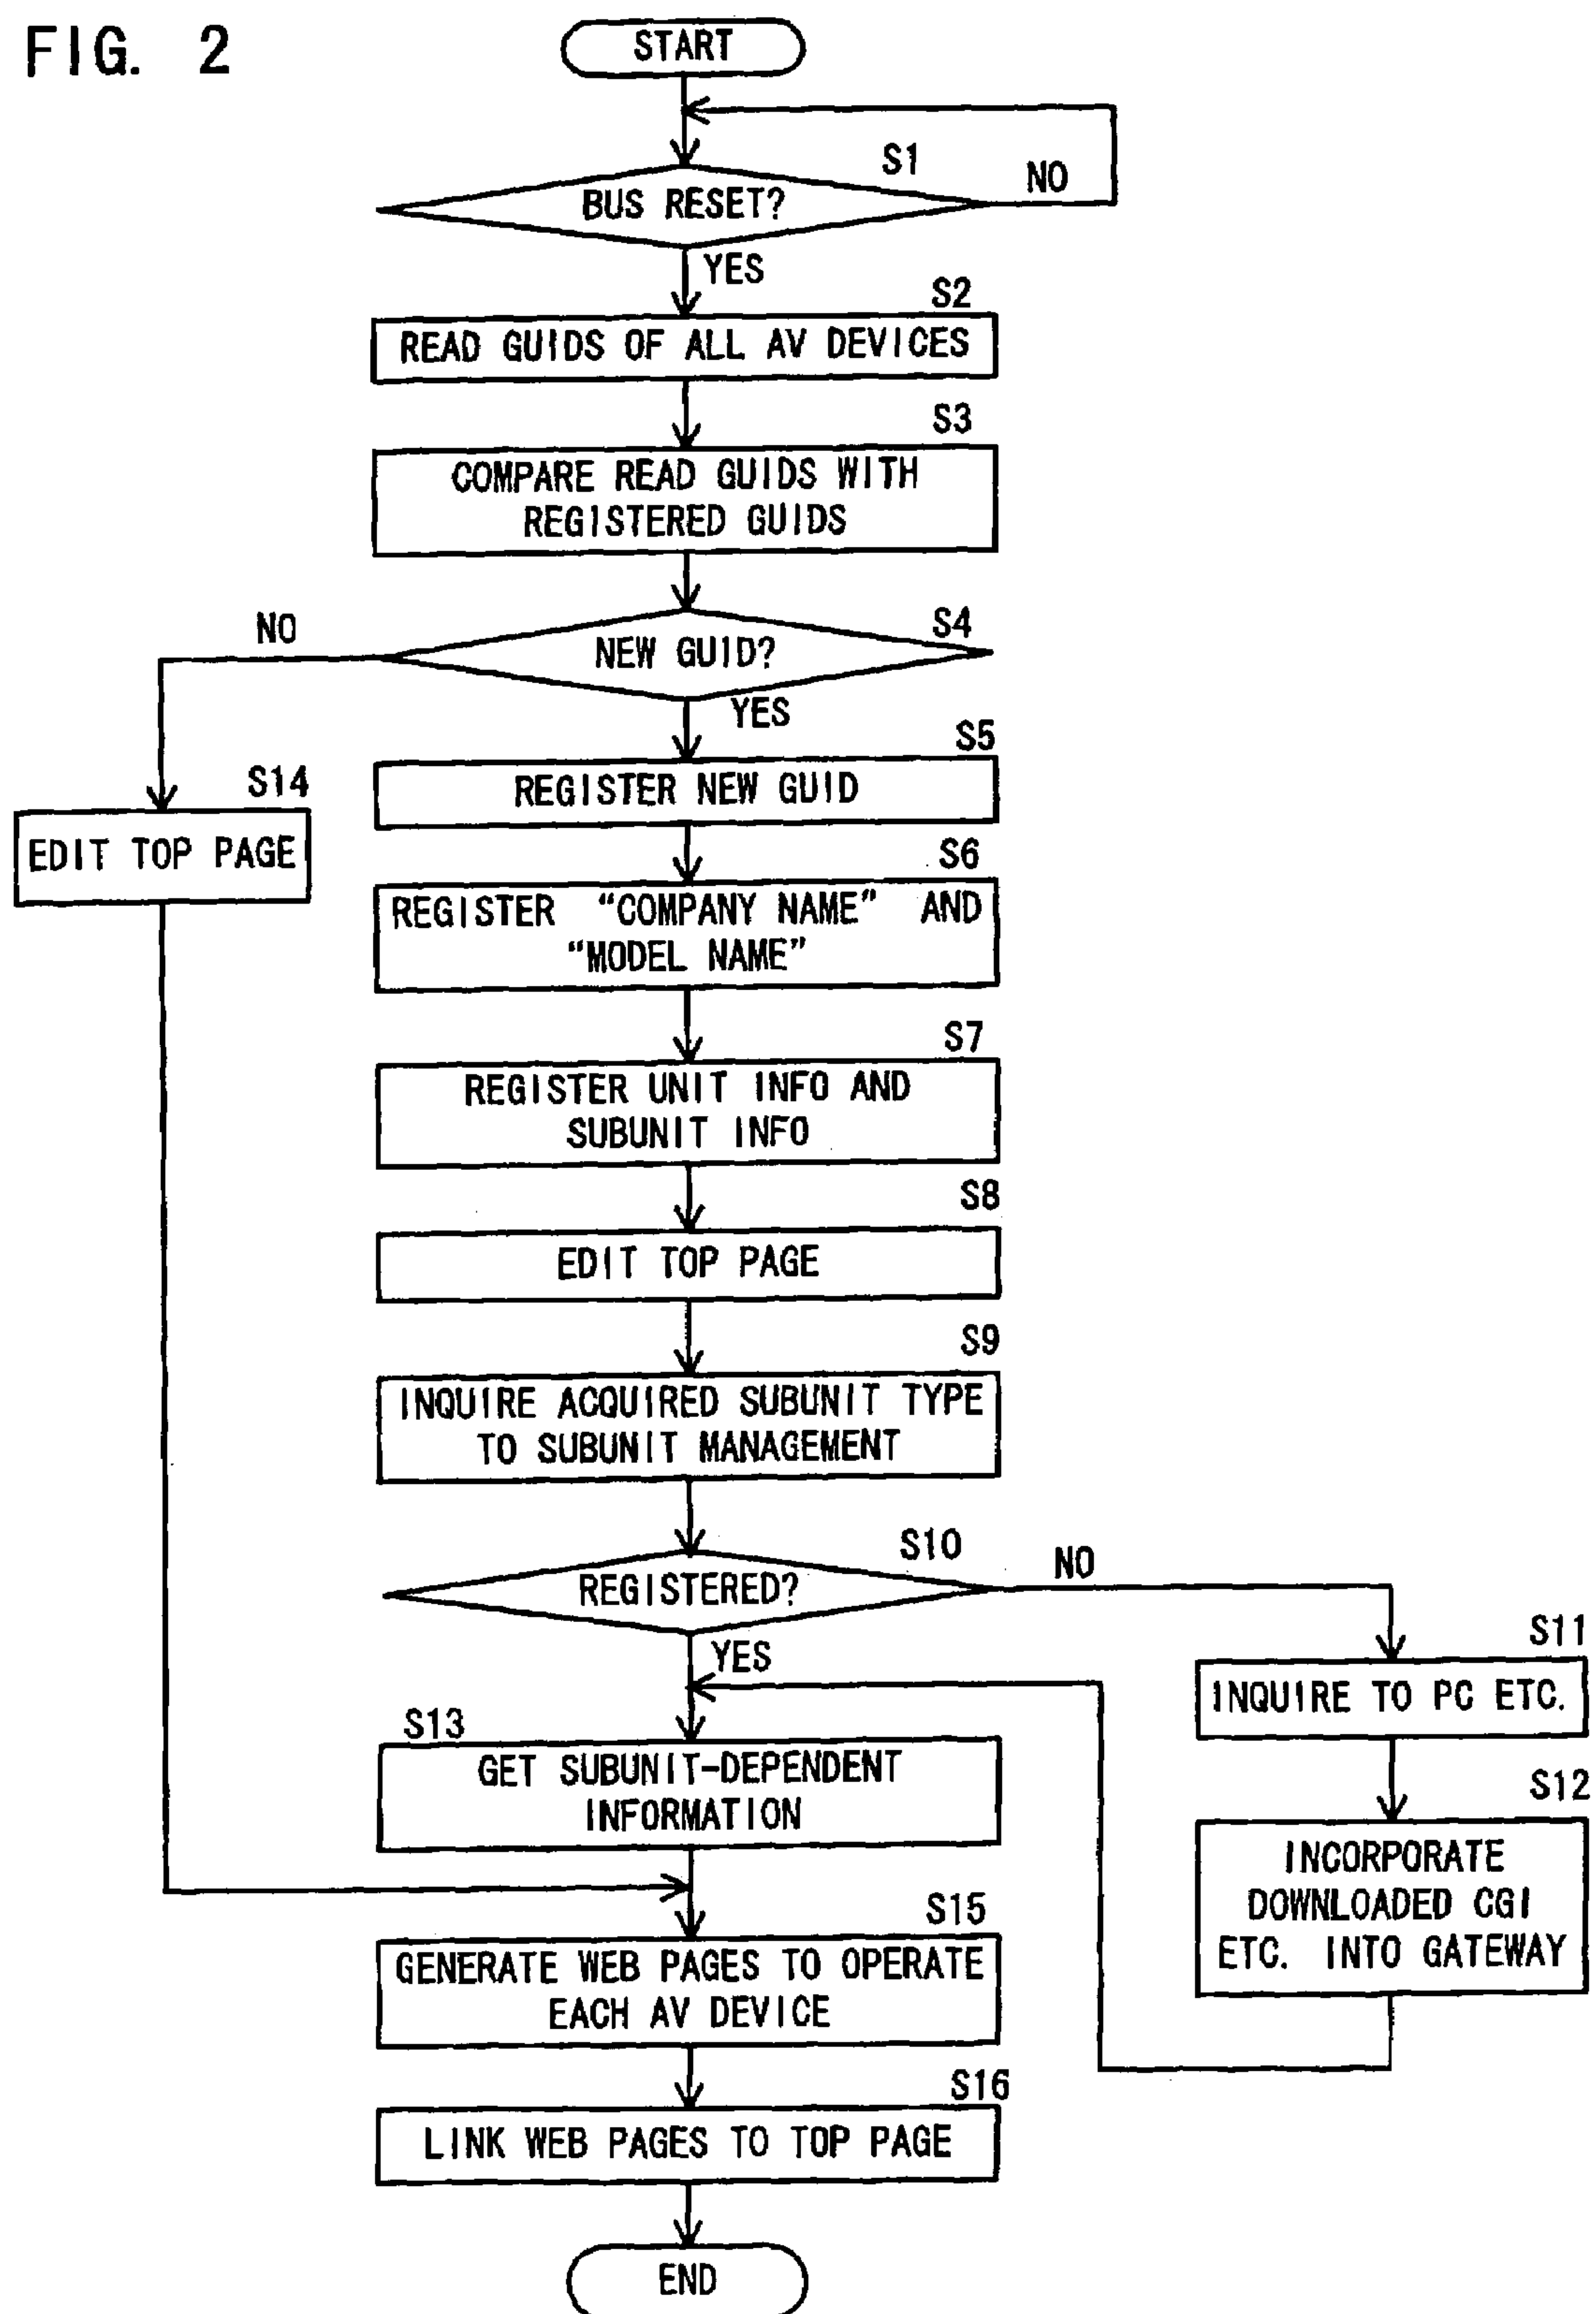 FIG. 2
START
S1
NO
BUS RESET?
YES
S2
READ GUIDS OF ALL AV DEVICES
S3
COMPARE READ GUIDS WITH
REGISTERED GUIDS
NO
S4
NEW GUID?
YES
S5
REGISTER NEW GUID
S14
EDIT TOP PAGE
S6
REGISTER “COMPANY NAME” AND
“MODEL NAME”
S7
REGISTER UNIT INFO AND
SUBUNIT INFO
S8
EDIT TOP PAGE
S9
INQUIRE ACQUIRED SUBUNIT TYPE
TO SUBUNIT MANAGEMENT
S10
NO
REGISTERED?
YES
S11
INQUIRE TO PC ETC.
S12
INCORPORATE
DOWNLOADED CGI
ETC. INTO GATEWAY
S13
GET SUBUNIT-DEPENDENT
INFORMATION
S15
GENERATE WEB PAGES TO OPERATE
EACH AV DEVICE
S16
LINK WEB PAGES TO TOP PAGE
END